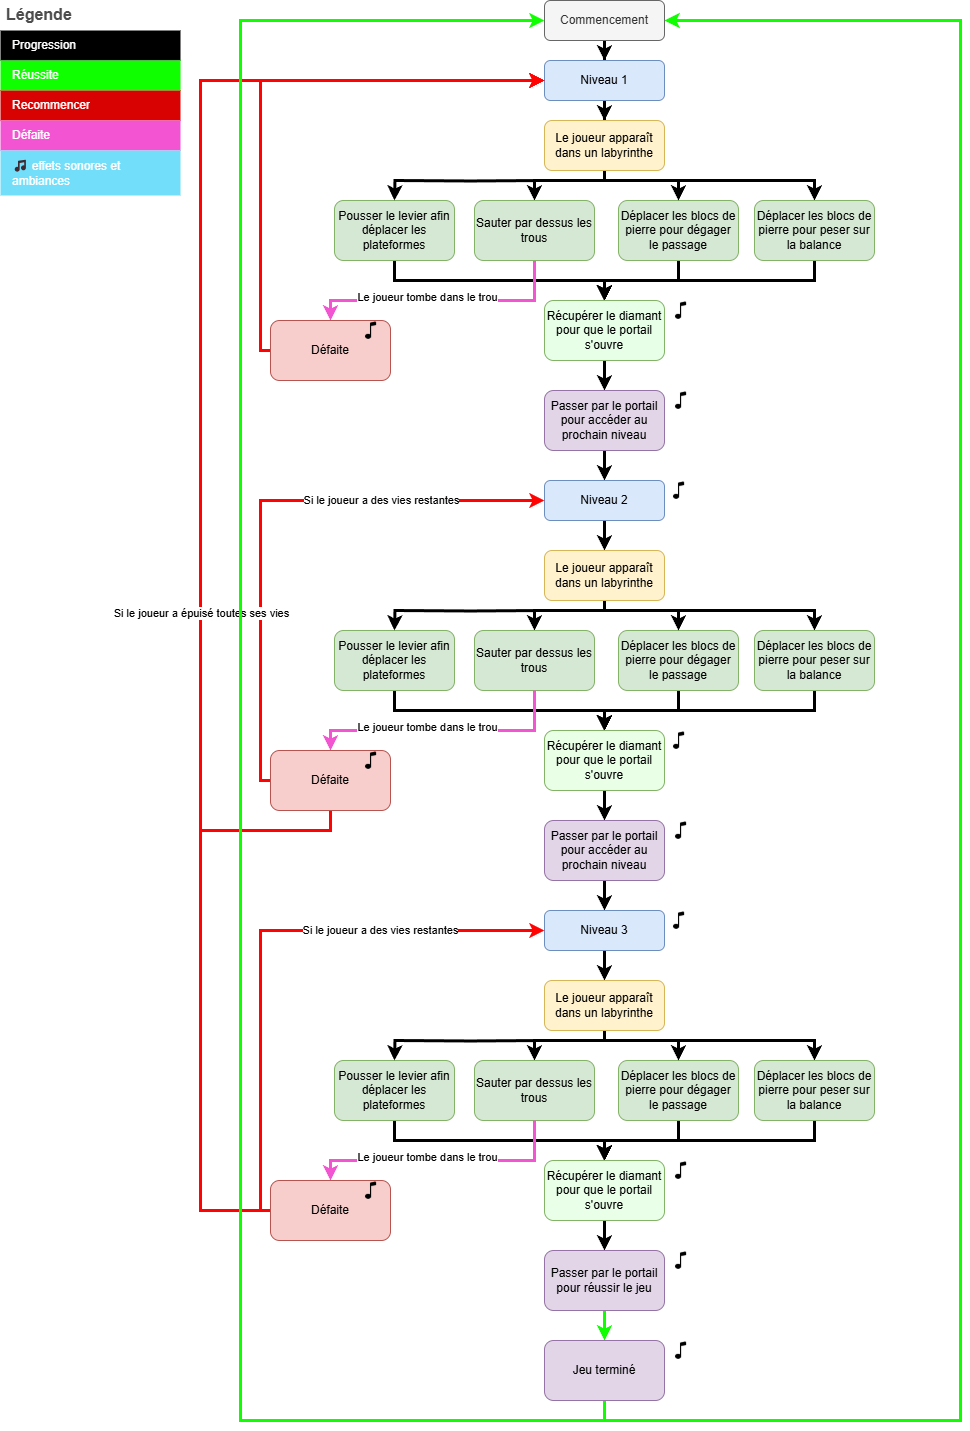 Légende
Progression
Réussite
Recommencer
Défaite
effets sonores et
ambiances
Commencement
Niveau 1
Le joueur apparaît
dans un labyrinthe
Pousser le levier afin
déplacer les
plateformes
Sauter par dessus les
trous
Déplacer les blocs de
pierre pour dégager
le passage
Déplacer les blocs de
pierre pour peser sur
la balance
Le joueur tombe dans le trou
Défaite
Récupérer le diamant
pour que le portail
s'ouvre
Passer par le portail
pour accéder au
prochain niveau
Si le joueur a des vies restantes
Niveau 2
Le joueur apparaît
dans un labyrinthe
Si le joueur a épuisé toutes ses vies
Pousser le levier afin
déplacer les
plateformes
Sauter par dessus les
trous
Déplacer les blocs de
pierre pour dégager
le passage
Déplacer les blocs de
pierre pour peser sur
la balance
Le joueur tombe dans le trou
Défaite
Récupérer le diamant
pour que le portail
s'ouvre
Passer par le portail
pour accéder au
prochain niveau
Si le joueur a des vies restantes
Niveau 3
Le joueur apparaît
dans un labyrinthe
Pousser le levier afin
déplacer les
plateformes
Sauter par dessus les
trous
Déplacer les blocs de
pierre pour dégager
le passage
Déplacer les blocs de
pierre pour peser sur
la balance
Le joueur tombe dans le trou
Défaite
Récupérer le diamant
pour que le portail
s'ouvre
Passer par le portail
pour réussir le jeu
Jeu terminé